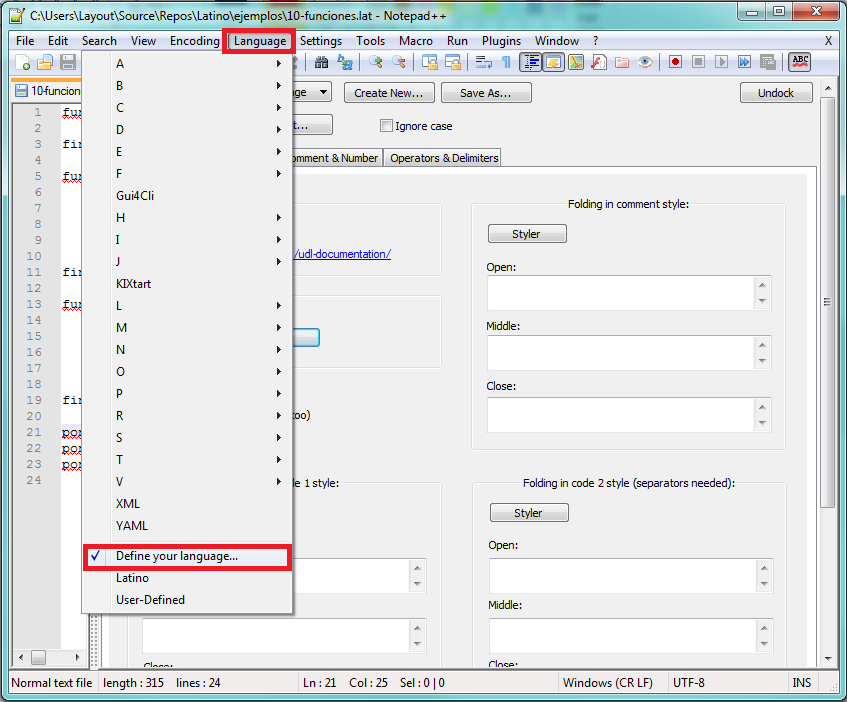 C:\Users\Layout\Source\Repos\Latino\ejemplos\10-funciones.lat - Notepad++
File Edit Search View Encoding Language Settings Tools Macro Run Plugins Window ? X
ABC
10-funcion
ge Create New... Save As... Undock
t... Ignore case
omment & Number Operators & Delimiters
1 fun
2
3 fin
4
5 fun
6
7
8
9
10
11 fin
12
13 fun
14
15
16
17
18
19 fin
20
21 pon
22 pon
23 pon
24
A
B
C
D
E
F
Gui4Cli
H
I
J
KIXtart
L
M
N
O
P
R
S
T
V
XML
YAML
Define your language...
Latino
User-Defined
/udl-documentation/
too)
e 1 style:
Close:
Folding in comment style:
Styler
Open:
Middle:
Close:
Folding in code 2 style (separators needed):
Styler
Open:
Middle:
Close:
Normal text file length : 315 lines : 24 Ln : 21 Col : 25 Sel : 0 | 0 Windows (CR LF) UTF-8 INS